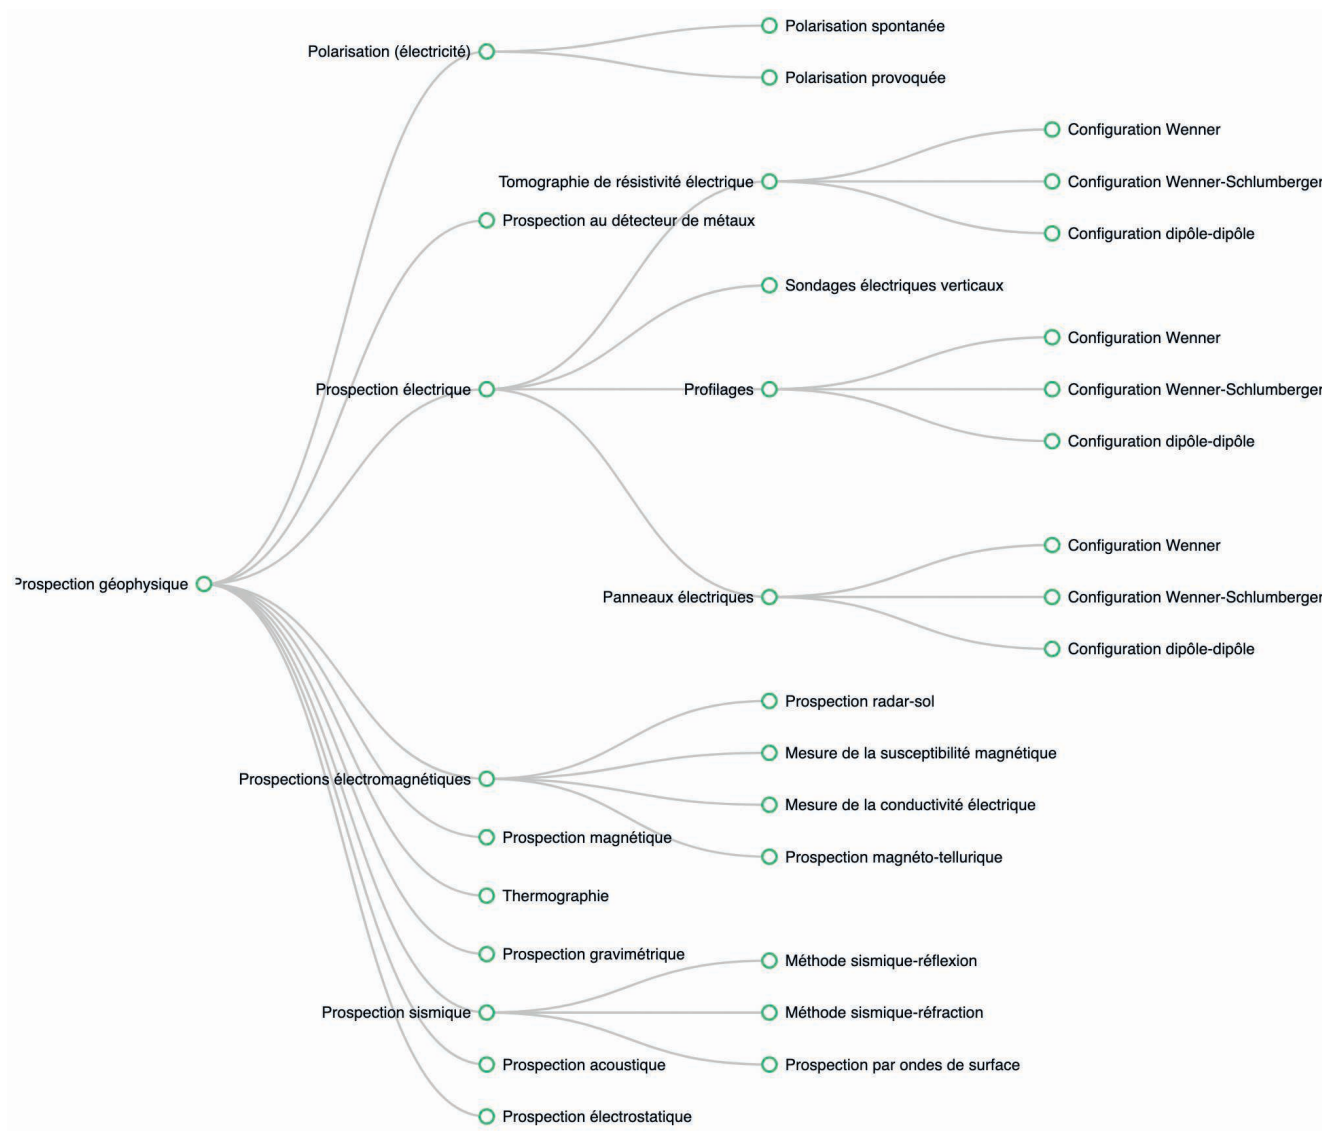 Polarisation spontanée
Polarisation (électricité)
Polarisation provoquée
Configuration Wenner
Tomographie de résistivité électrique
Configuration Wenner-Schlumberger
Prospection au détecteur de métaux
Configuration dipôle-dipôle
Sondages électriques verticaux
Configuration Wenner
Prospection électrique
Profilages
Configuration Wenner-Schlumberger
Configuration dipôle-dipôle
Configuration Wenner
Prospection géophysique
Panneaux électriques
Configuration Wenner-Schlumberger
Configuration dipôle-dipôle
Prospection radar-sol
Mesure de la susceptibilité magnétique
Prospections électromagnétiques
Mesure de la conductivité électrique
Prospection magnétique
Prospection magnéto-tellurique
Thermographie
Prospection gravimétrique
Méthode sismique-réflexion
Prospection sismique
Méthode sismique-réfraction
Prospection acoustique
Prospection par ondes de surface
Prospection électrostatique